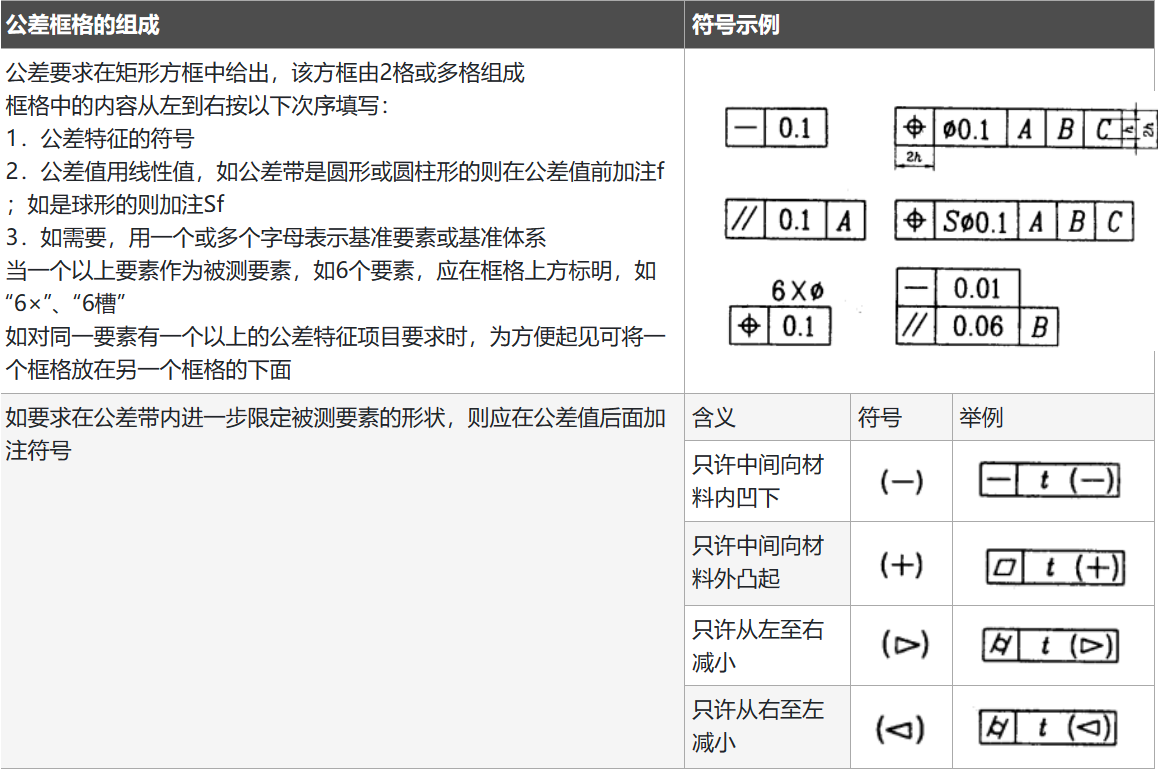 公差框格的组成
符号示例
公差要求在矩形方框中给出，该方框由2格或多格组成
框格中的内容从左到右按以下次序填写：
1．公差特征的符号
2．公差值用线性值，如公差带是圆形或圆柱形的则在公差值前加注f
；如是球形的则加注Sf
3．如需要，用一个或多个字母表示基准要素或基准体系
当一个以上要素作为被测要素，如6个要素，应在框格上方标明，如
“6×”、“6槽”
如对同一要素有一个以上的公差特征项目要求时，为方便起见可将一
个框格放在另一个框格的下面
— 0.1
⌖ ø0.1 A B C h 2h
2h
// 0.1 A
⌖ Sø0.1 A B C
6×ø
⌖ 0.1
— 0.01
// 0.06 B
如要求在公差带内进一步限定被测要素的形状，则应在公差值后面加
注符号
含义 符号 举例
只许中间向材
料内凹下
(—) — t (—)
只许中间向材
料外凸起
(+) ▱ t (+)
只许从左至右
减小
(▷) ⌭ t (▷)
只许从右至左
减小
(◁) ⌭ t (◁)